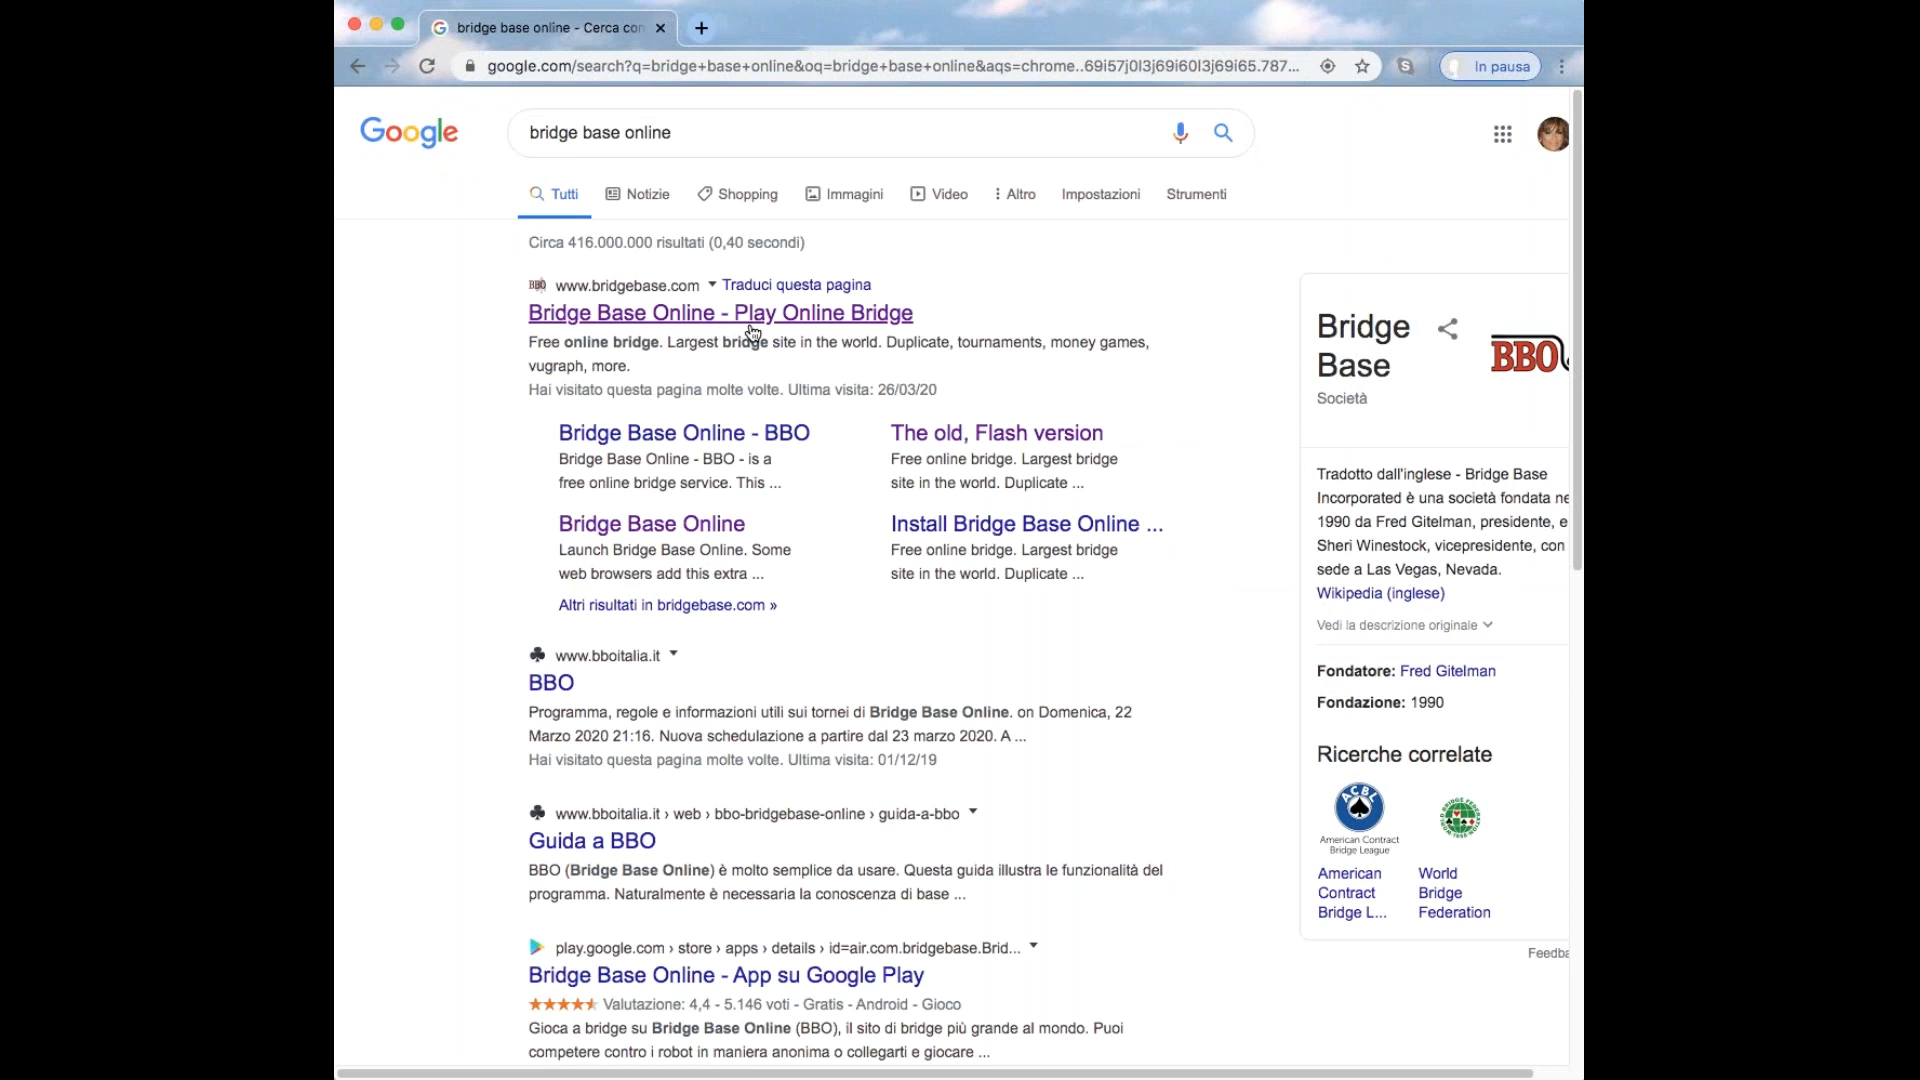 bridge base online - Cerca con
google.com/search?q=bridge+base+online&oq=bridge+base+online&aqs=chrome..69i57j0l3j69i60l3j69i65.787...
In pausa
Google
bridge base online
Tutti Notizie Shopping Immagini Video Altro Impostazioni Strumenti
Circa 416.000.000 risultati (0,40 secondi)
BBO www.bridgebase.com Traduci questa pagina
Bridge Base Online - Play Online Bridge
Free online bridge. Largest bridge site in the world. Duplicate, tournaments, money games,
vugraph, more.
Hai visitato questa pagina molte volte. Ultima visita: 26/03/20
Bridge Base Online - BBO
Bridge Base Online - BBO - is a
free online bridge service. This ...
The old, Flash version
Free online bridge. Largest bridge
site in the world. Duplicate ...
Bridge Base Online
Launch Bridge Base Online. Some
web browsers add this extra ...
Install Bridge Base Online ...
Free online bridge. Largest bridge
site in the world. Duplicate ...
Altri risultati in bridgebase.com »
www.bboitalia.it
BBO
Programma, regole e informazioni utili sui tornei di Bridge Base Online. on Domenica, 22
Marzo 2020 21:16. Nuova schedulazione a partire dal 23 marzo 2020. A ...
Hai visitato questa pagina molte volte. Ultima visita: 01/12/19
www.bboitalia.it › web › bbo-bridgebase-online › guida-a-bbo
Guida a BBO
BBO (Bridge Base Online) è molto semplice da usare. Questa guida illustra le funzionalità del
programma. Naturalmente è necessaria la conoscenza di base ...
play.google.com › store › apps › details › id=air.com.bridgebase.Brid...
Bridge Base Online - App su Google Play
Valutazione: 4,4 - 5.146 voti - Gratis - Android - Gioco
Gioca a bridge su Bridge Base Online (BBO), il sito di bridge più grande al mondo. Puoi
competere contro i robot in maniera anonima o collegarti e giocare ...
Bridge
Base
Società
BBO
Tradotto dall'inglese - Bridge Base
Incorporated è una società fondata ne
1990 da Fred Gitelman, presidente, e
Sheri Winestock, vicepresidente, con
sede a Las Vegas, Nevada.
Wikipedia (inglese)
Vedi la descrizione originale
Fondatore: Fred Gitelman
Fondazione: 1990
Ricerche correlate
ACBL
American Contract
Bridge League
American
Contract
Bridge L...
World
Bridge
Federation
Feedba